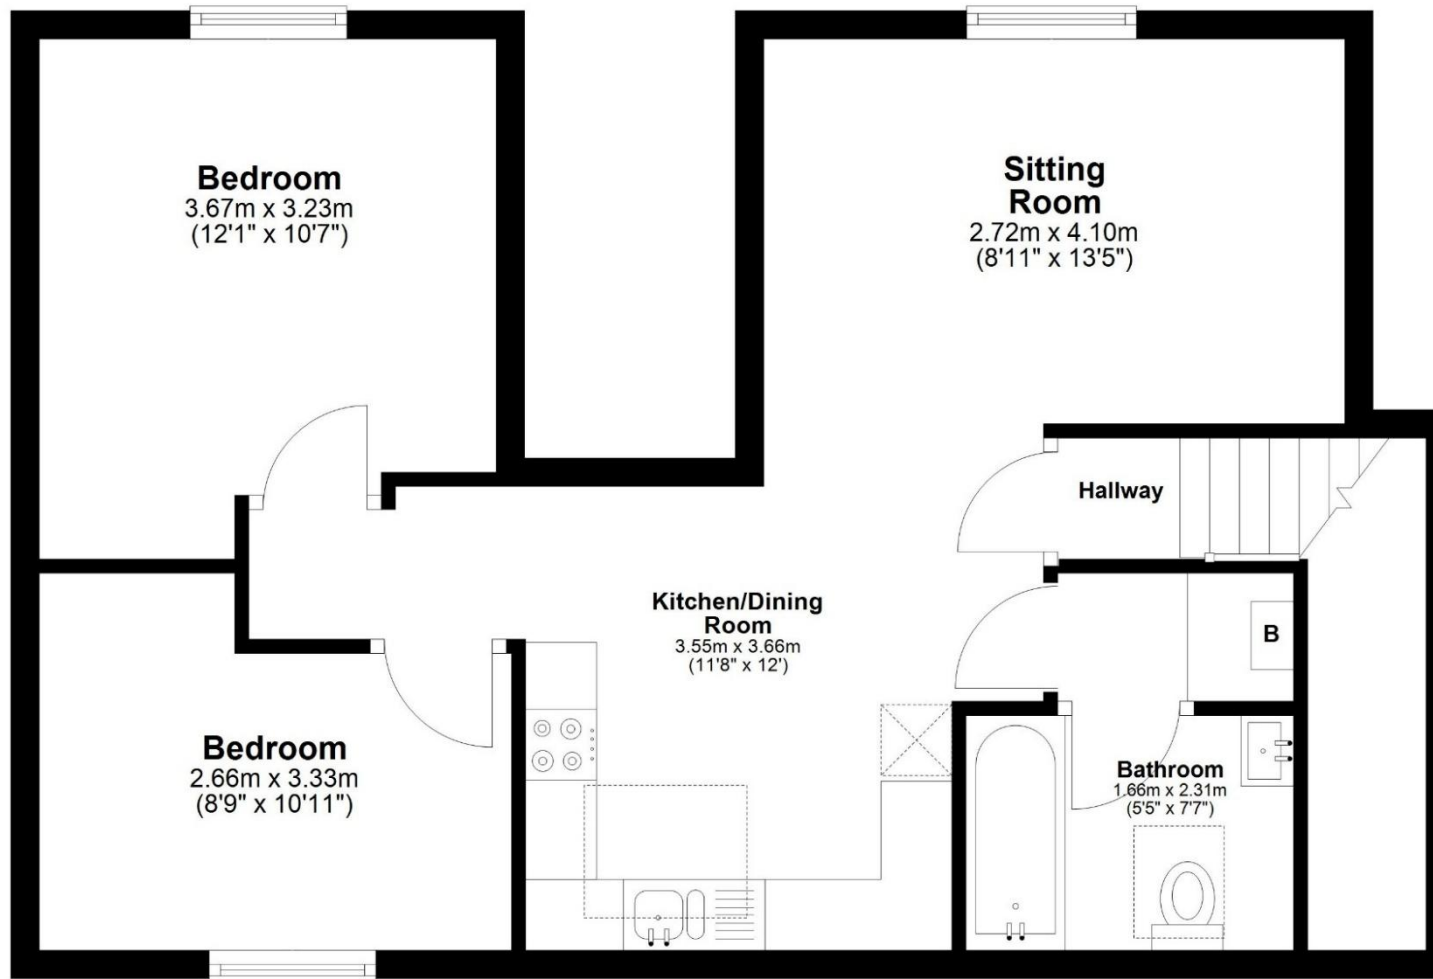 Bedroom
3.67m x 3.23m
(12'1" x 10'7")
Sitting
Room
2.72m x 4.10m
(8'11" x 13'5")
Hallway
Kitchen/Dining
Room
3.55m x 3.66m
(11'8" x 12')
B
Bedroom
2.66m x 3.33m
(8'9" x 10'11")
Bathroom
1.66m x 2.31m
(5'5" x 7'7")